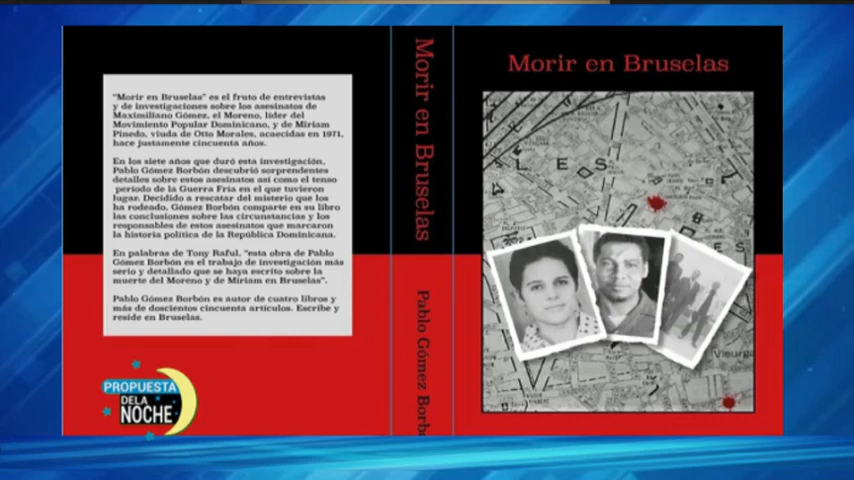 "Morir en Bruselas" es el fruto de entrevistas
y de investigaciones sobre los asesinatos de
Maximiliano Gómez, el Moreno, líder del
Movimiento Popular Dominicano, y de Miriam
Pinedo, viuda de Otto Morales, acaecidas en 1971,
hace justamente cincuenta años.
En los siete años que duró esta investigación,
Pablo Gómez Borbón descubrió sorprendentes
detalles sobre estos asesinatos así como el tenso
periodo de la Guerra Fría en el que tuvieron
lugar. Decidido a rescatar del misterio que los
ha rodeado, Gómez Borbón comparte en su libro
las conclusiones sobre las circunstancias y los
responsables de estos asesinatos que marcaron
la historia política de la República Dominicana.
En palabras de Tony Raful, "esta obra de Pablo
Gómez Borbón es el trabajo de investigación más
serio y detallado que se haya escrito sobre la
muerte del Moreno y de Miriam en Bruselas".
Pablo Gómez Borbón es autor de cuatro libros y
más de doscientos cincuenta artículos. Escribe y
reside en Bruselas.
PROPUESTA
DE LA
NOCHE
Morir en Bruselas
Pablo Gómez Borb
Morir en Bruselas
L E S
E S
Vleurg